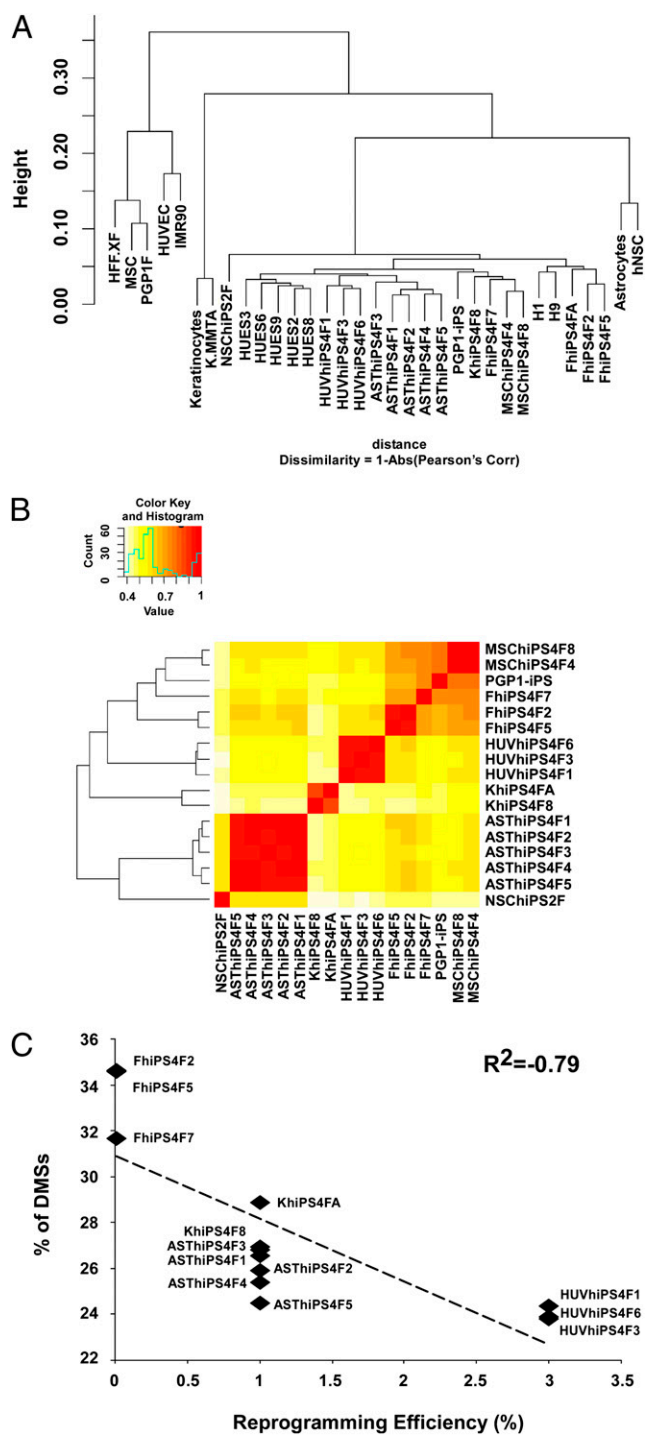 A
Height
0.30
0.20
0.10
0.00
HFF.XF
MSC
PGP1F
HUVEC
IMR90
Keratinocytes
K.MMTA
NSChiPS2F
HUES3
HUES6
HUES9
HUES2
HUES8
HUVhiPS4F1
HUVhiPS4F3
HUVhiPS4F6
ASThiPS4F3
ASThiPS4F1
ASThiPS4F2
ASThiPS4F4
ASThiPS4F5
PGP1-iPS
KhiPS4F8
FhiPS4F7
MSChiPS4F4
MSChiPS4F8
H1
H9
FhiPS4FA
FhiPS4F2
FhiPS4F5
Astrocytes
hNSC
distance
Dissimilarity = 1-Abs(Pearson's Corr)
B
Color Key
and Histogram
Count
60
30
0
0.4 0.7 1
Value
MSChiPS4F8
MSChiPS4F4
PGP1-iPS
FhiPS4F7
FhiPS4F2
FhiPS4F5
HUVhiPS4F6
HUVhiPS4F3
HUVhiPS4F1
KhiPS4FA
KhiPS4F8
ASThiPS4F1
ASThiPS4F2
ASThiPS4F3
ASThiPS4F4
ASThiPS4F5
NSChiPS2F
NSChiPS2F
ASThiPS4F5
ASThiPS4F4
ASThiPS4F3
ASThiPS4F2
ASThiPS4F1
KhiPS4F8
KhiPS4FA
HUVhiPS4F1
HUVhiPS4F3
HUVhiPS4F6
FhiPS4F5
FhiPS4F2
FhiPS4F7
PGP1-iPS
MSChiPS4F8
MSChiPS4F4
C
% of DMSs
36
34
32
30
28
26
24
22
R2=-0.79
FhiPS4F2
FhiPS4F5
FhiPS4F7
KhiPS4FA
KhiPS4F8
ASThiPS4F3
ASThiPS4F1
ASThiPS4F2
ASThiPS4F4
ASThiPS4F5
HUVhiPS4F1
HUVhiPS4F6
HUVhiPS4F3
0 0.5 1 1.5 2 2.5 3 3.5
Reprogramming Efficiency (%)